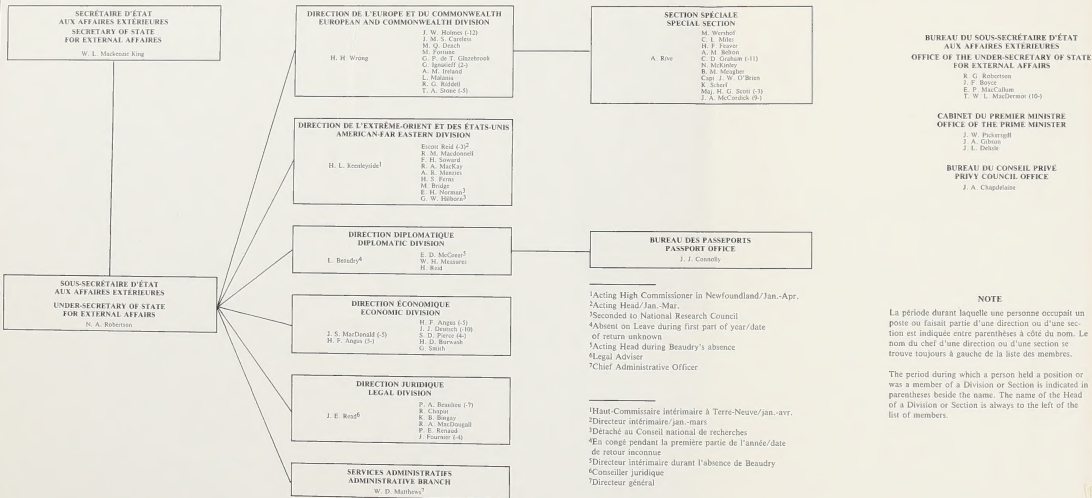 SECRÉTAIRE D'ÉTAT
AUX AFFAIRES EXTÉRIEURES
SECRETARY OF STATE
FOR EXTERNAL AFFAIRES
W. L. Mackenzie King
SOUS-SECRÉTAIRE D'ÉTAT
AUX AFFAIRES EXTÉRIEURES
UNDER-SECRETARY OF STATE
FOR EXTERNAL AFFAIRS
N. A. Robertson
DIRECTION DE L'EUROPE ET DU COMMONWEALTH
EUROPEAN AND COMMONWEALTH DIVISION
H. H. Wrong
J. W. Holmes (-12)
J. M. S. Careless
M. Q. Dench
M. Fortune
G. P. de T. Glazebrook
G. Ignatieff (2-)
A. M. Ireland
L. Malania
R. G. Riddell
T. A. Stone (-5)
DIRECTION DE L'EXTRÊME-ORIENT ET DES ÉTATS-UNIS
AMERICAN-FAR EASTERN DIVISION
H. L. Keenleyside1
Escott Reid (-3)2
R. M. Macdonnell
F. H. Soward
R. A. MacKay
A. R. Menzies
H. S. Ferns
M. Bridge
E. H. Norman3
G. W. Hilborn3
DIRECTION DIPLOMATIQUE
DIPLOMATIC DIVISION
L. Beaudry4
E. D. McGreer5
W. H. Measures
H. Reid
DIRECTION ÉCONOMIQUE
ECONOMIC DIVISION
J. S. MacDonald (-5)
H. F. Angus (5-)
H. F. Angus (-5)
J. J. Deutsch (-10)
S. D. Pierce (4-)
H. D. Burwash
G. Smith
DIRECTION JURIDIQUE
LEGAL DIVISION
J. E. Read6
P. A. Beaulieu (-7)
R. Chaput
K. B. Bingay
R. A. MacDougall
P. E. Renaud
J. Fournier (-4)
SERVICES ADMINISTRATIFS
ADMINISTRATIVE BRANCH
W. D. Matthews7
SECTION SPÉCIALE
SPECIAL SECTION
A. Rive
M. Wershof
C. L. Miles
H. F. Feaver
A. M. Belton
C. D. Graham (-11)
N. McKinley
B. M. Meagher
Capt J. W. O'Brien
K. Scherf
Maj. H. G. Scott (-3)
J. A. McCordick (9-)
BUREAU DES PASSEPORTS
PASSPORT OFFICE
J. J. Connolly
1Acting High Commissioner in Newfoundland/Jan.-Apr.
2Acting Head/Jan.-Mar.
3Seconded to National Research Council
4Absent on Leave during first part of year/date
of return unknown
5Acting Head during Beaudry's absence
6Legal Adviser
7Chief Administrative Officer
1Haut-Commissaire intérimaire à Terre-Neuve/jan.-avr.
2Directeur intérimaire/jan.-mars
3Détaché au Conseil national de recherches
4En congé pendant la première partie de l'année/date
de retour inconnue
5Directeur intérimaire durant l'absence de Beaudry
6Conseiller juridique
7Directeur général
BUREAU DU SOUS-SECRÉTAIRE D'ÉTAT
AUX AFFAIRES EXTÉRIEURES
OFFICE OF THE UNDER-SECRETARY OF STATE
FOR EXTERNAL AFFAIRS
R. G. Robertson
J. F. Boyce
E. P. MacCallum
T. W. L. MacDermot (10-)
CABINET DU PREMIER MINISTRE
OFFICE OF THE PRIME MINISTER
J. W. Pickersgill
J. A. Gibson
J. L. Delisle
BUREAU DU CONSEIL PRIVÉ
PRIVY COUNCIL OFFICE
J. A. Chapdelaine
NOTE
La période durant laquelle une personne occupait un
poste ou faisait partie d'une direction ou d'une sec-
tion est indiquée entre parenthèses à côté du nom. Le
nom du chef d'une direction ou d'une section se
trouve toujours à gauche de la liste des membres.
The period during which a person held a position or
was a member of a Division or Section is indicated in
parentheses beside the name. The name of the Head
of a Division or Section is always to the left of the
list of members.